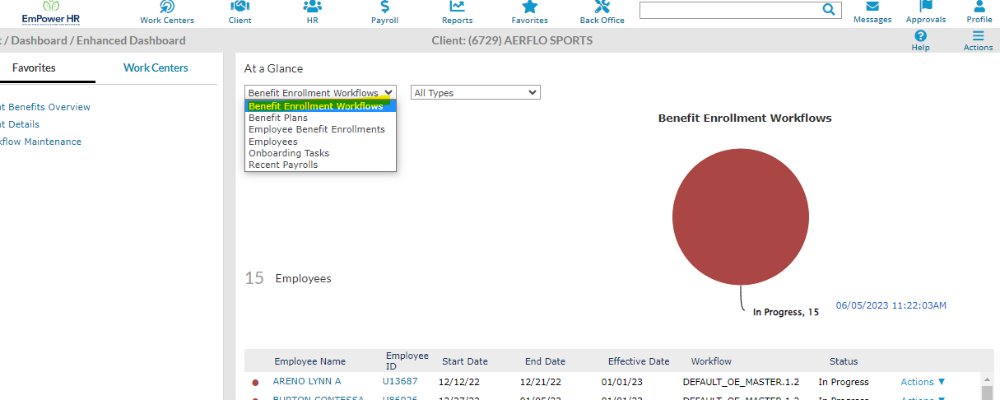 EmPower HR
Work Centers
Client
HR
Payroll
Reports
Favorites
Back Office
Messages
Approvals
Profile
/ Dashboard / Enhanced Dashboard
Client: (6729) AERFLO SPORTS
Help
Actions
Favorites
Work Centers
Benefits Overview
Details
Maintenance
At a Glance
Benefit Enrollment Workflows
All Types
Benefit Enrollment Workflows
Benefit Plans
Employee Benefit Enrollments
Employees
Onboarding Tasks
Recent Payrolls
Benefit Enrollment Workflows
15 Employees
In Progress, 15
06/05/2023 11:22:03AM
Employee Name
Employee ID
Start Date
End Date
Effective Date
Workflow
Status
ARENO LYNN A U13687 12/12/22 12/21/22 01/01/23 DEFAULT_OE_MASTER.1.2 In Progress Actions ▼